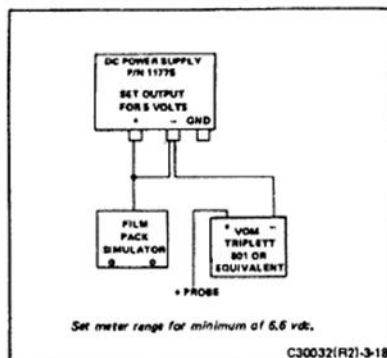 DC POWER SUPPLY
P/N 11775
SET OUTPUT
FOR 5 VOLTS
+ − GND
FILM
PACK
SIMULATOR
+ −
VOM
TRIPLETT
801 OR
EQUIVALENT
+ PROBE
Set meter range for minimum of 6.6 vdc.
C30032(R2)-3-18